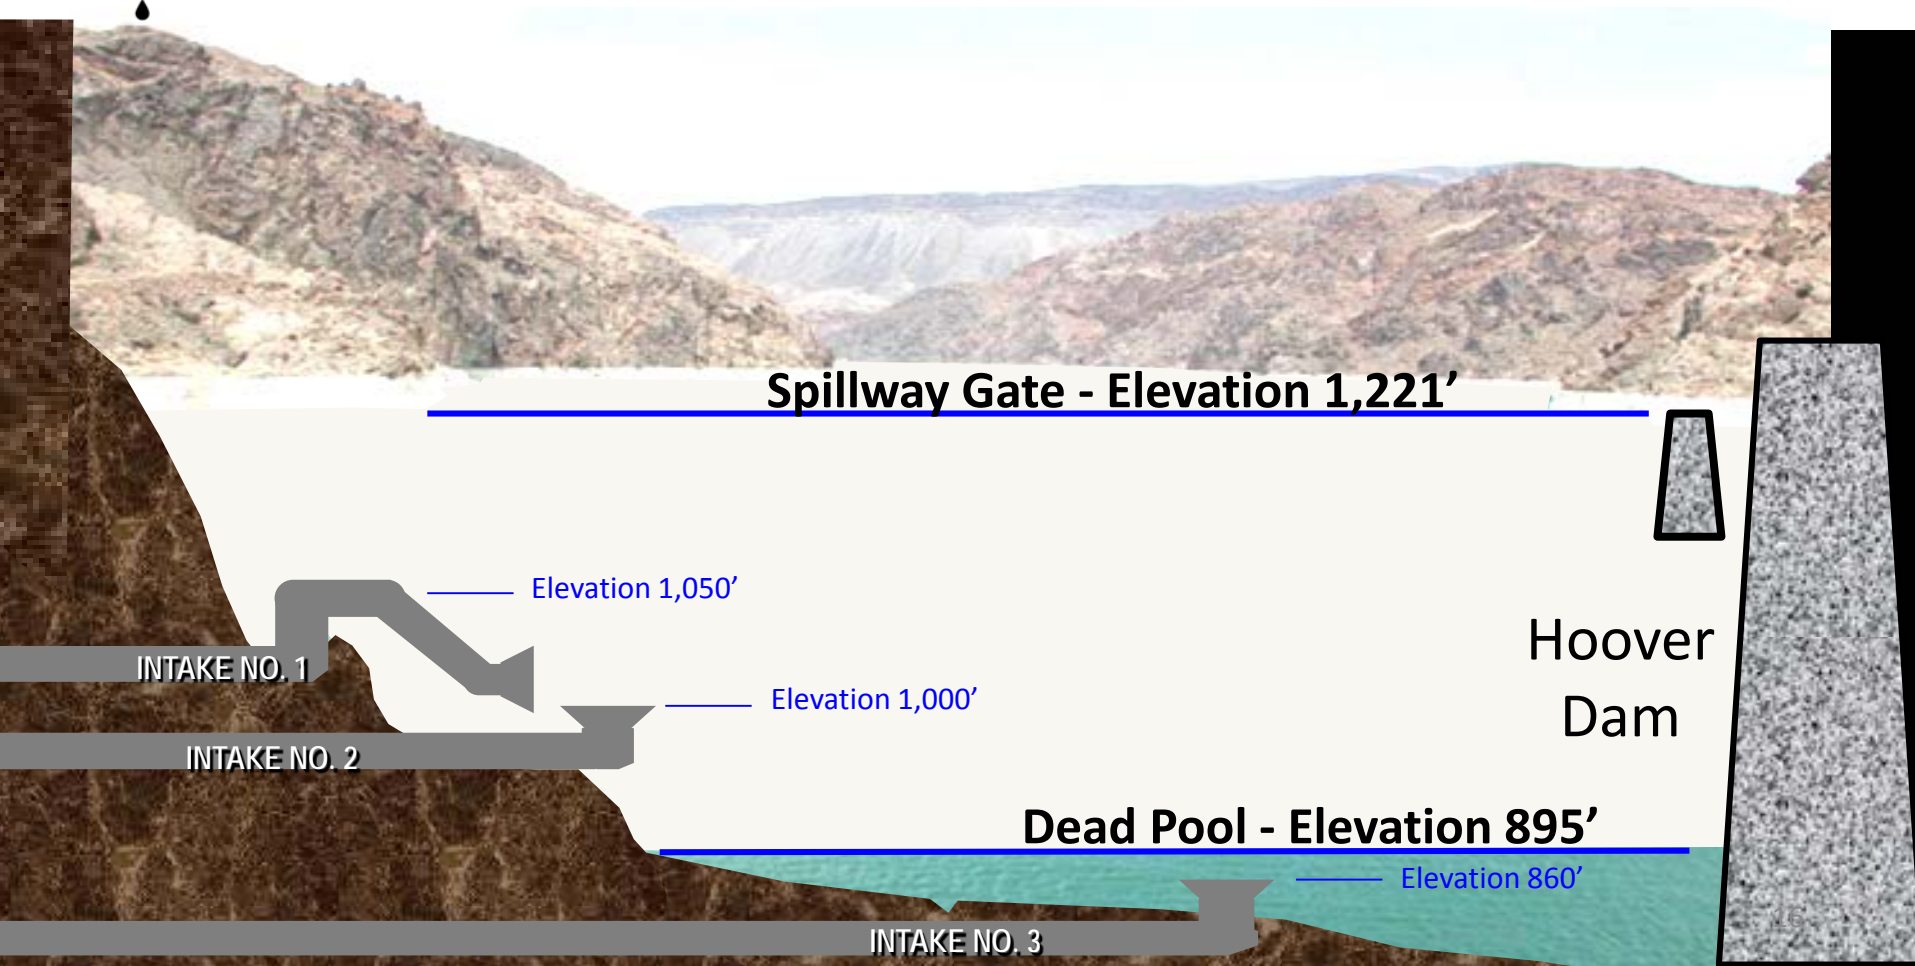 Spillway Gate - Elevation 1,221’
Elevation 1,050’
Hoover
Dam
INTAKE NO. 1
Elevation 1,000’
INTAKE NO. 2
Dead Pool - Elevation 895’
Elevation 860’
INTAKE NO. 3